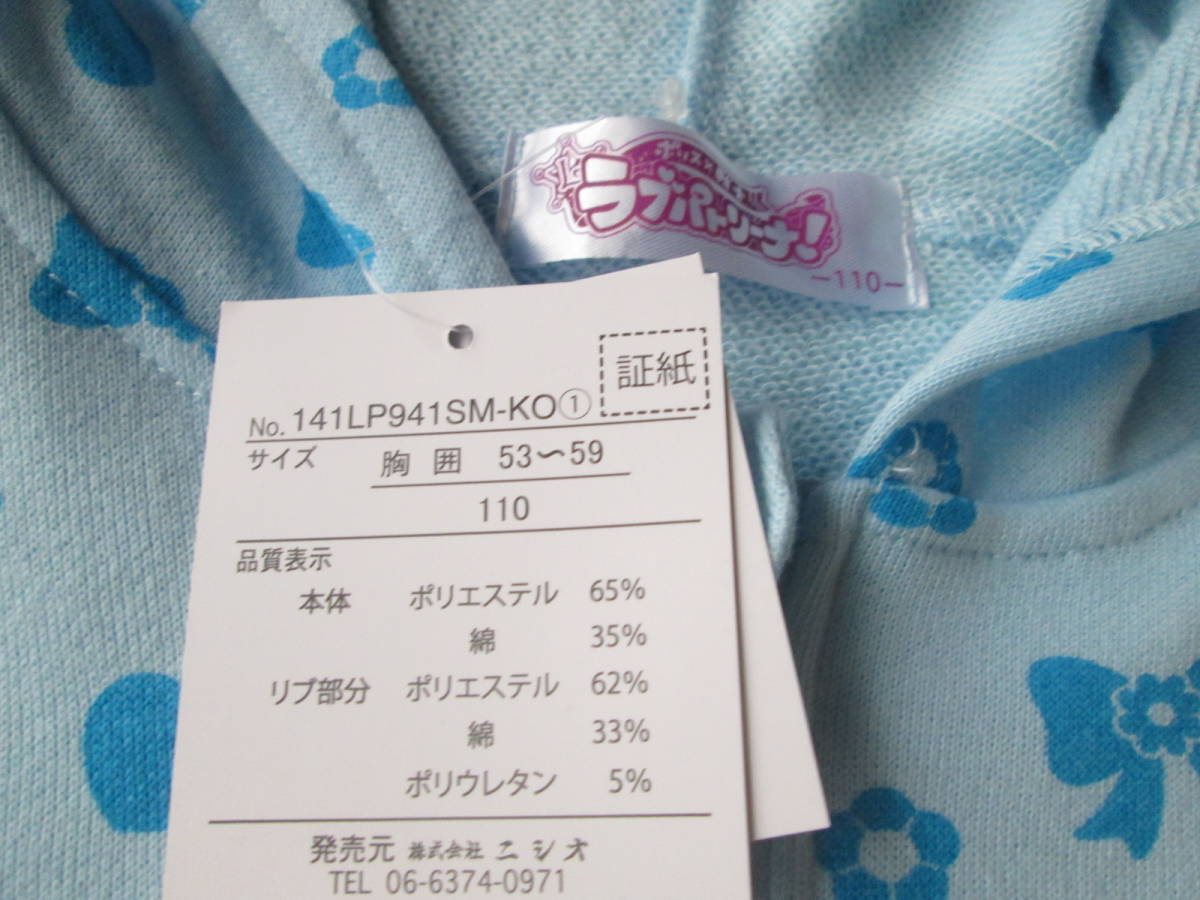 ラブパトリーナ!
-110-
証紙
No. 141LP941SM-KO①
サイズ 胸囲 53〜59
110
品質表示
本体 ポリエステル 65%
綿 35%
リブ部分 ポリエステル 62%
綿 33%
ポリウレタン 5%
発売元 株式会社 ニシオ
TEL 06-6374-0971